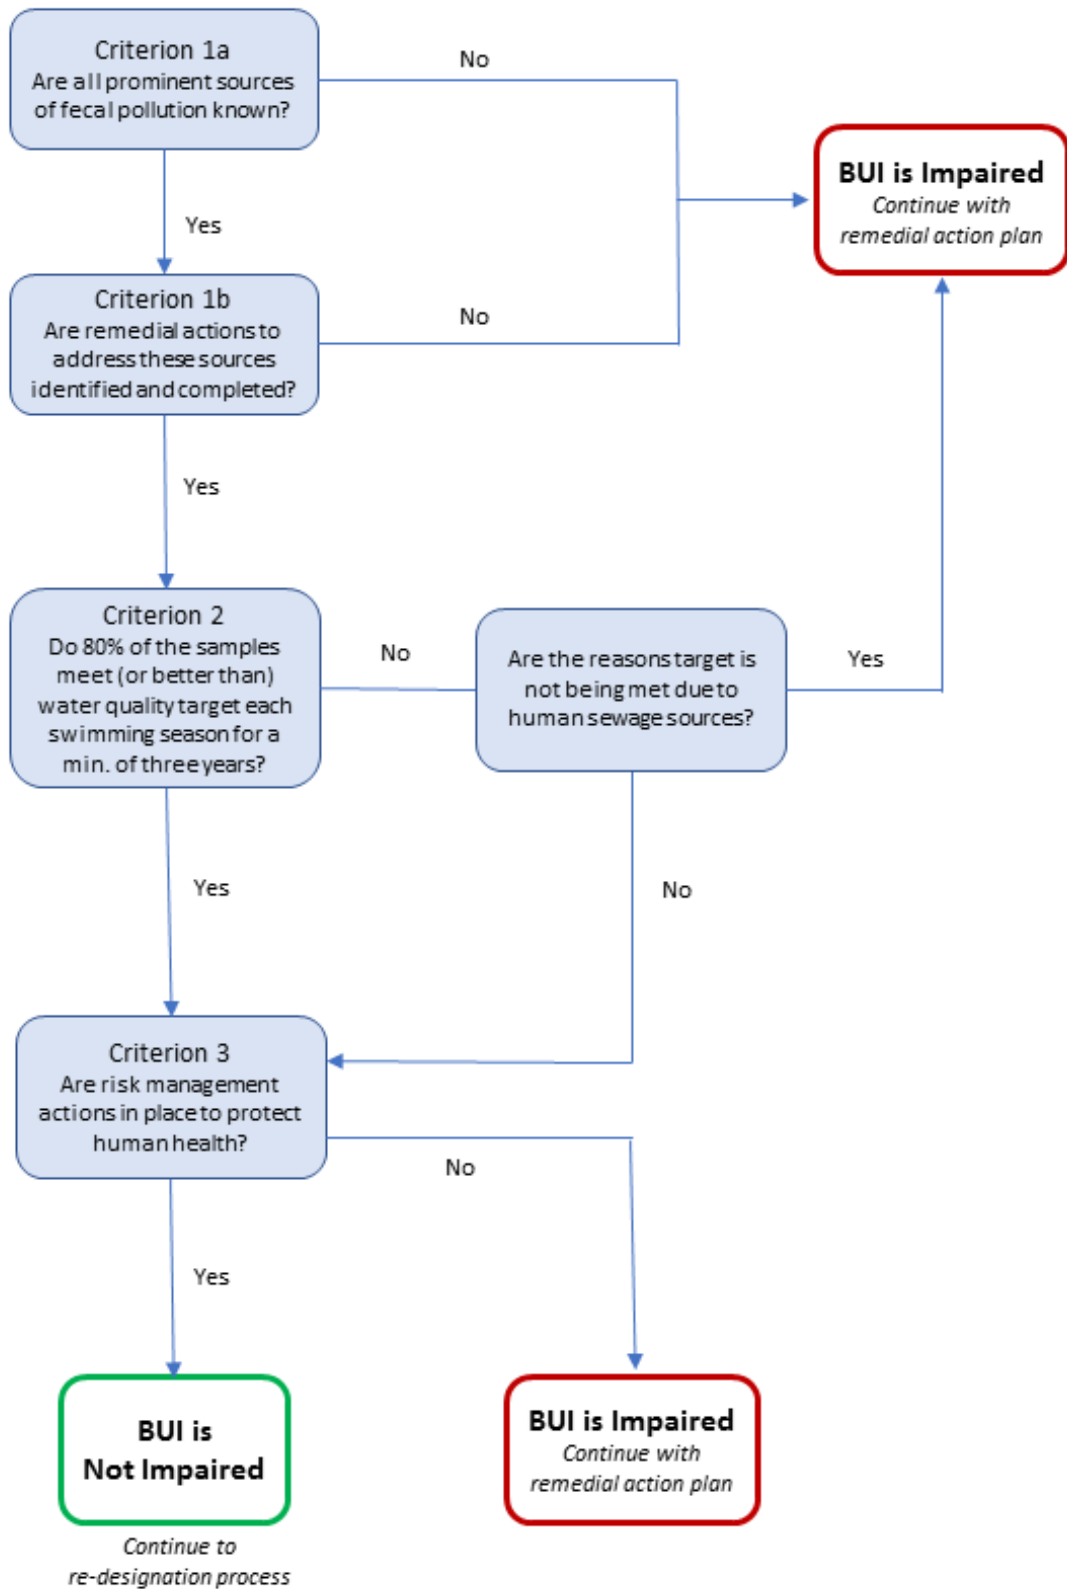 Criterion 1a
Are all prominent sources
of fecal pollution known?
No
BUI is Impaired
Continue with
remedial action plan
Yes
Criterion 1b
Are remedial actions to
address these sources
identified and completed?
No
Yes
Criterion 2
Do 80% of the samples
meet (or better than)
water quality target each
swimming season for a
min. of three years?
No
Are the reasons target is
not being met due to
human sewage sources?
Yes
Yes
No
Criterion 3
Are risk management
actions in place to protect
human health?
No
Yes
BUI is
Not Impaired
Continue to
re-designation process
BUI is Impaired
Continue with
remedial action plan